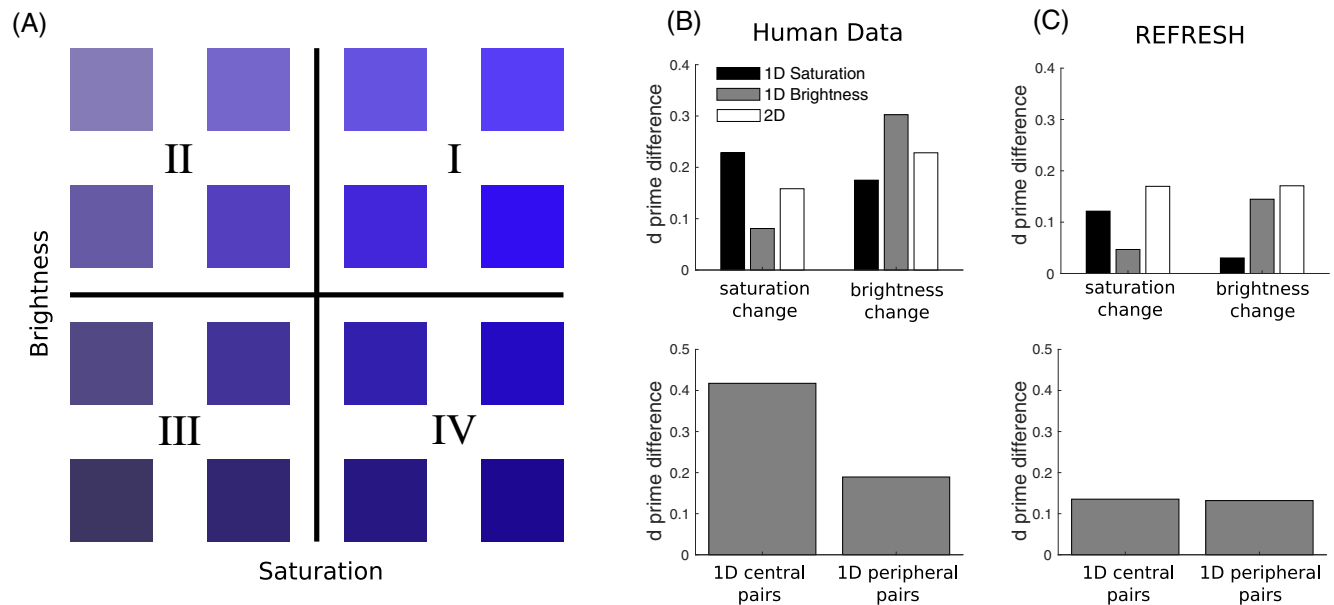 (A)
II
I
III
IV
Brightness
Saturation
(B)
Human Data
d prime difference
0.4
0.3
0.2
0.1
0
1D Saturation
1D Brightness
2D
saturation
change
brightness
change
d prime difference
0.5
0.4
0.3
0.2
0.1
0
1D central
pairs
1D peripheral
pairs
(C)
REFRESH
d prime difference
0.4
0.3
0.2
0.1
0
saturation
change
brightness
change
d prime difference
0.5
0.4
0.3
0.2
0.1
0
1D central
pairs
1D peripheral
pairs